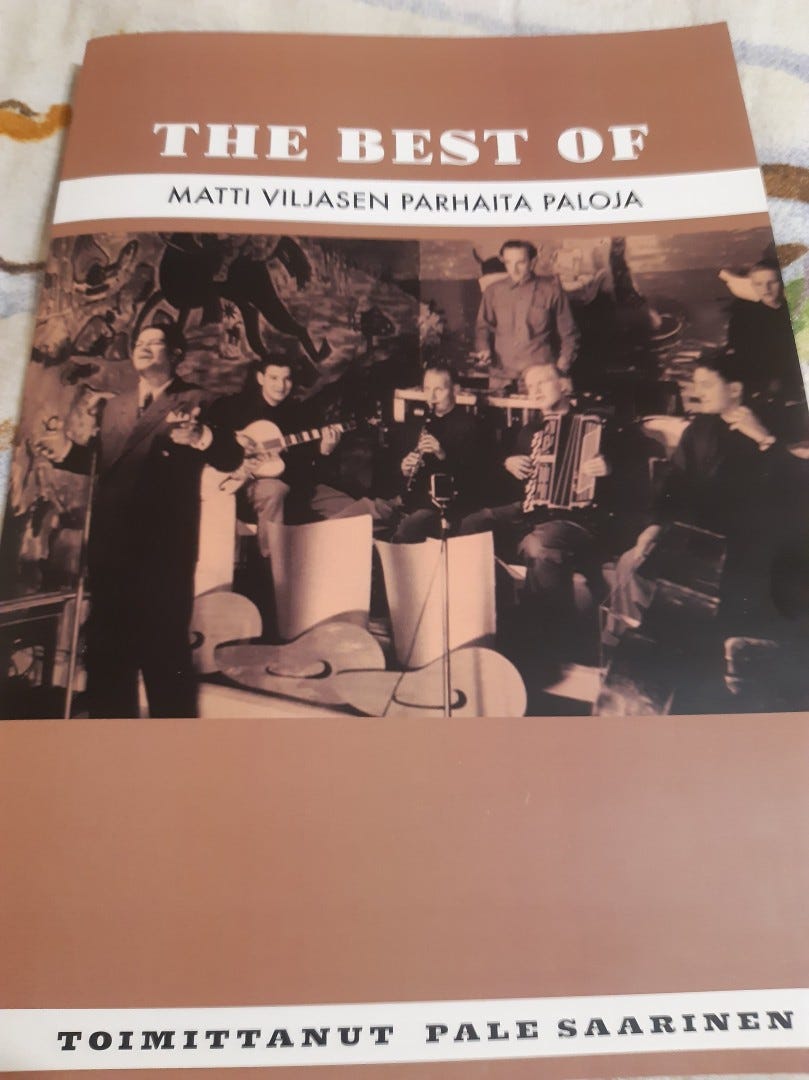 THE BEST OF
MATTI VILJASEN PARHAITA PALOJA
TOIMITTANUT PALE SAARINEN